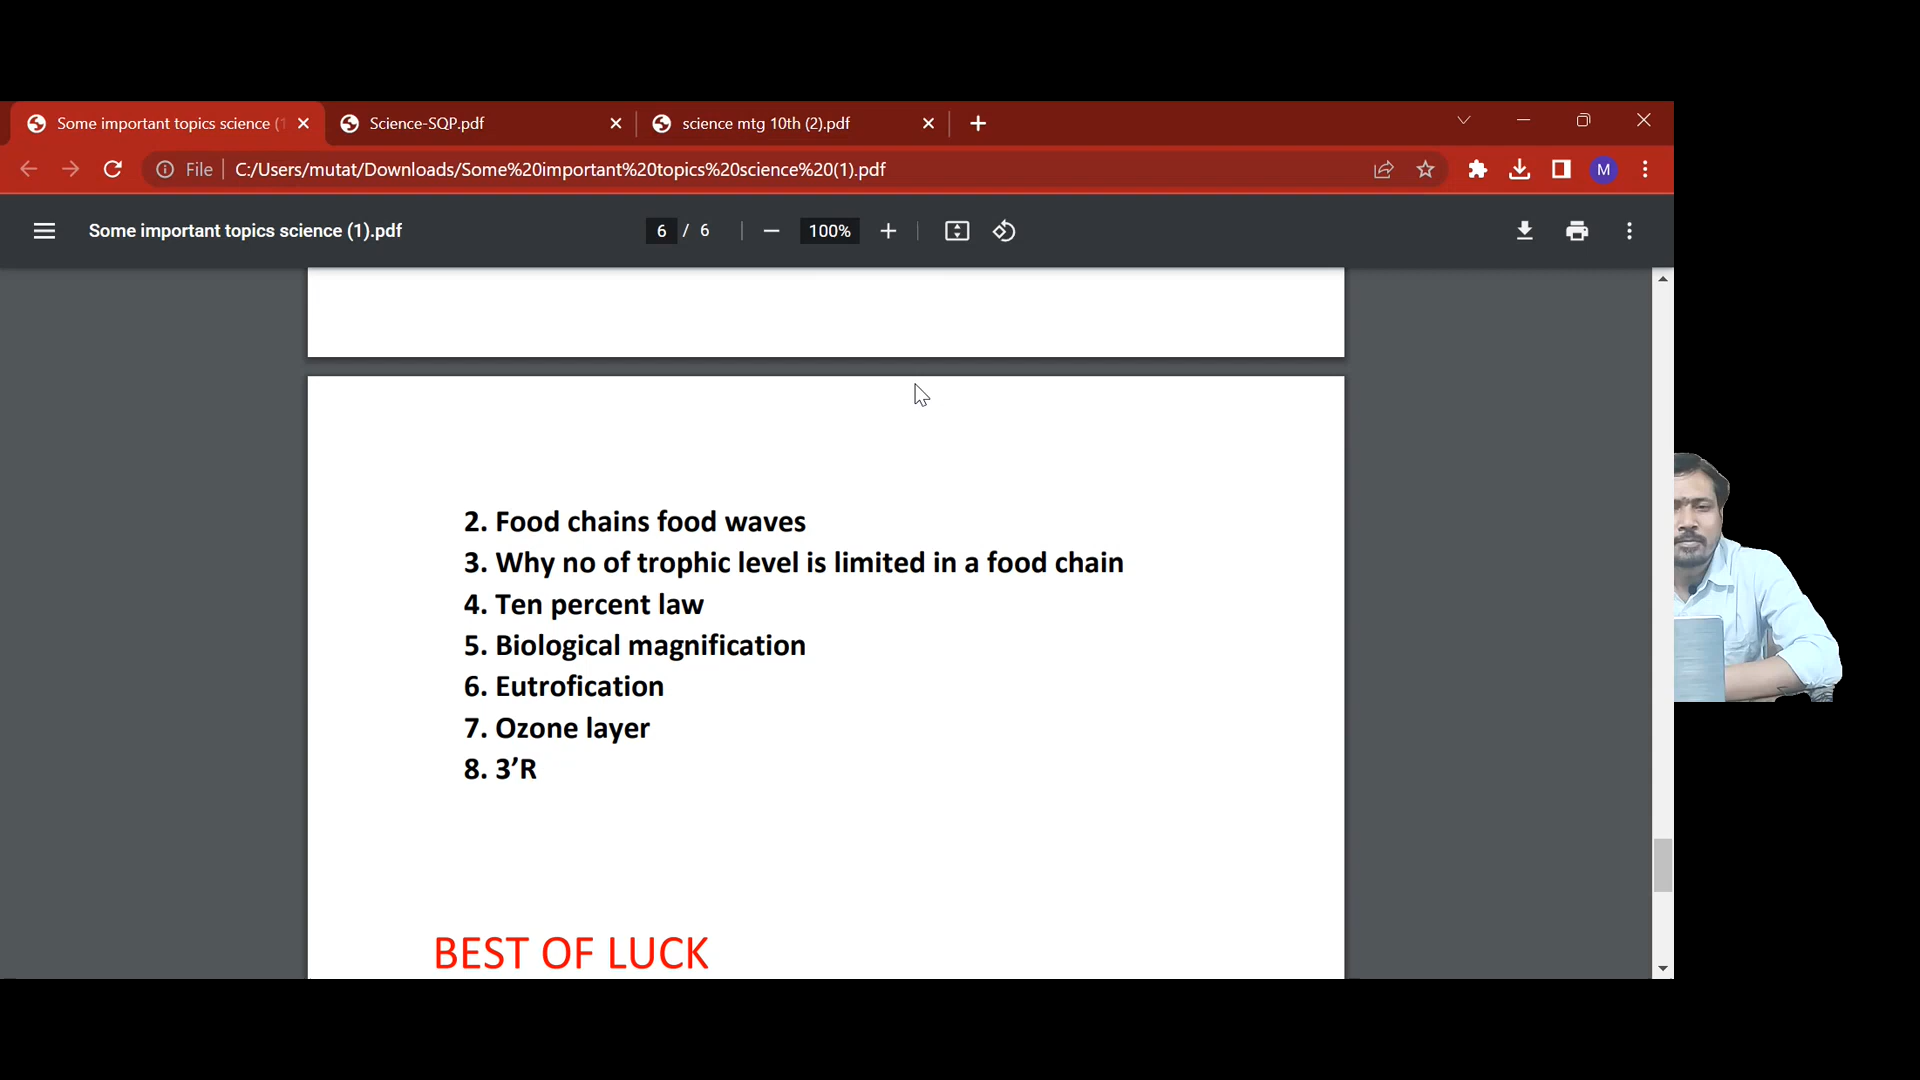 Some important topics science (1
Science-SQP.pdf
science mtg 10th (2).pdf
File
C:/Users/mutat/Downloads/Some%20important%20topics%20science%20(1).pdf
M
Some important topics science (1).pdf
6 / 6
100%
2. Food chains food waves
3. Why no of trophic level is limited in a food chain
4. Ten percent law
5. Biological magnification
6. Eutrofication
7. Ozone layer
8. 3’R
BEST OF LUCK